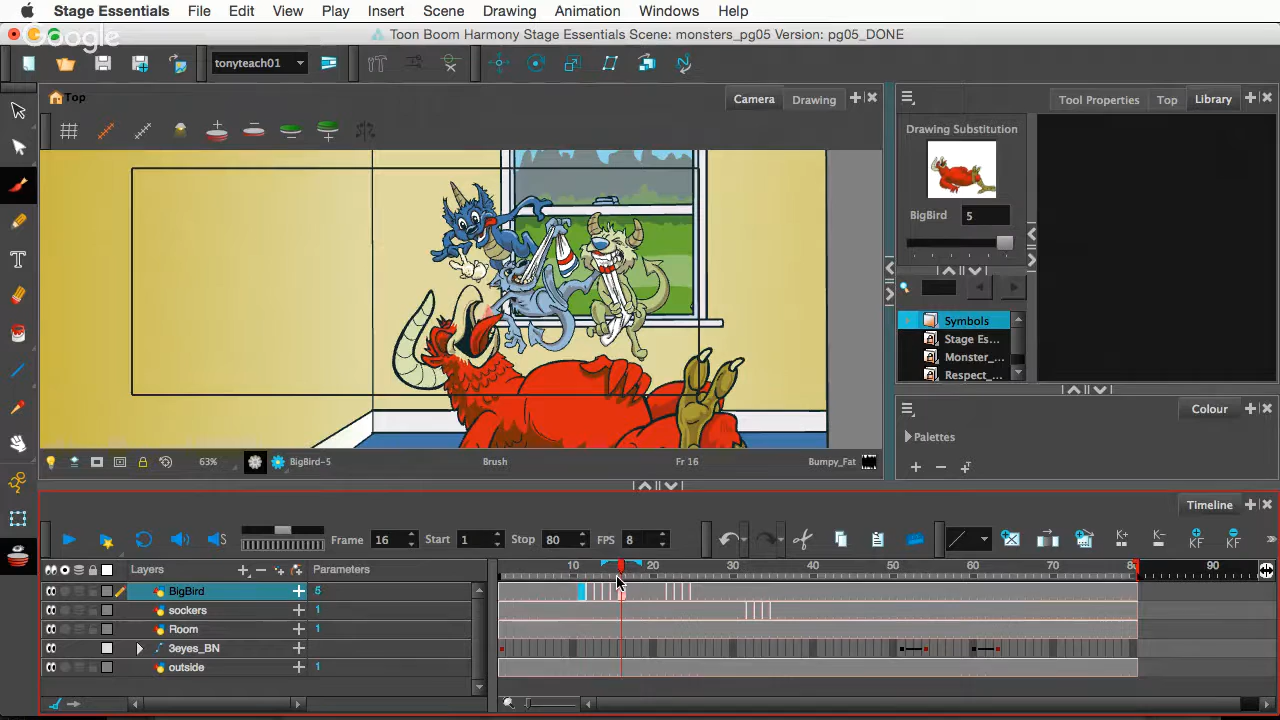 Stage Essentials File Edit View Play Insert Scene Drawing Animation Windows Help
Google
Toon Boom Harmony Stage Essentials Scene: monsters_pg05 Version: pg05_DONE
tonyteach01
Top
Camera Drawing
Tool Properties Top Library
Drawing Substitution
BigBird 5
Symbols
Stage Es...
Monster_...
Respect_...
Colour
Palettes
63% BigBird-5 Brush Fr 16 Bumpy_Fat
Timeline
Frame 16 Start 1 Stop 80 FPS 8
KF KF
Layers Parameters
10 20 30 40 50 60 70 80 90
BigBird 5
sockers 1
Room 1
3eyes_BN
outside 1